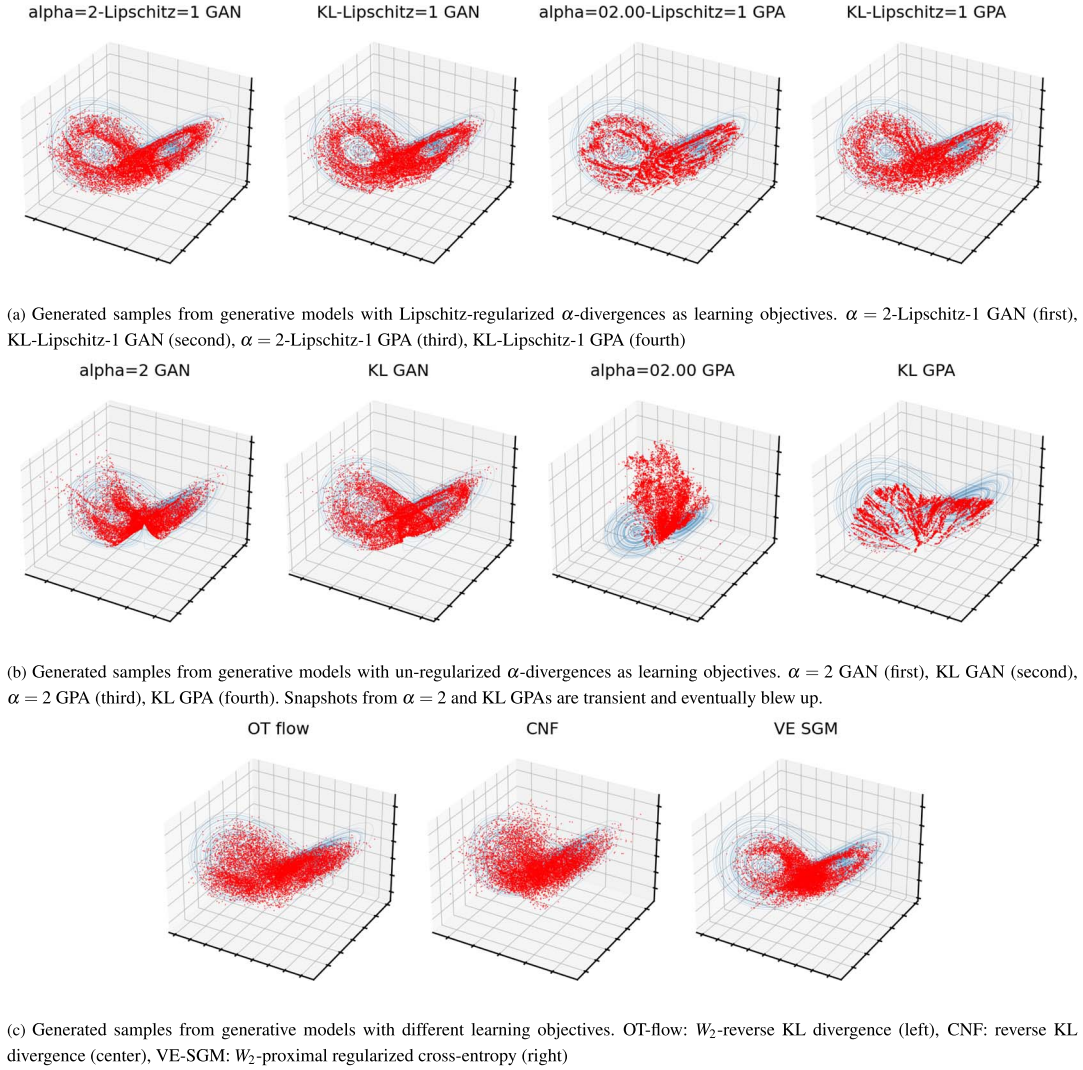 alpha=2-Lipschitz=1 GAN KL-Lipschitz=1 GAN alpha=02.00-Lipschitz=1 GPA KL-Lipschitz=1 GPA
(a) Generated samples from generative models with Lipschitz-regularized α-divergences as learning objectives. α = 2-Lipschitz-1 GAN (first),
KL-Lipschitz-1 GAN (second), α = 2-Lipschitz-1 GPA (third), KL-Lipschitz-1 GPA (fourth)
alpha=2 GAN KL GAN alpha=02.00 GPA KL GPA
(b) Generated samples from generative models with un-regularized α-divergences as learning objectives. α = 2 GAN (first), KL GAN (second),
α = 2 GPA (third), KL GPA (fourth). Snapshots from α = 2 and KL GPAs are transient and eventually blew up.
OT flow CNF VE SGM
(c) Generated samples from generative models with different learning objectives. OT-flow: W₂-reverse KL divergence (left), CNF: reverse KL
divergence (center), VE-SGM: W₂-proximal regularized cross-entropy (right)